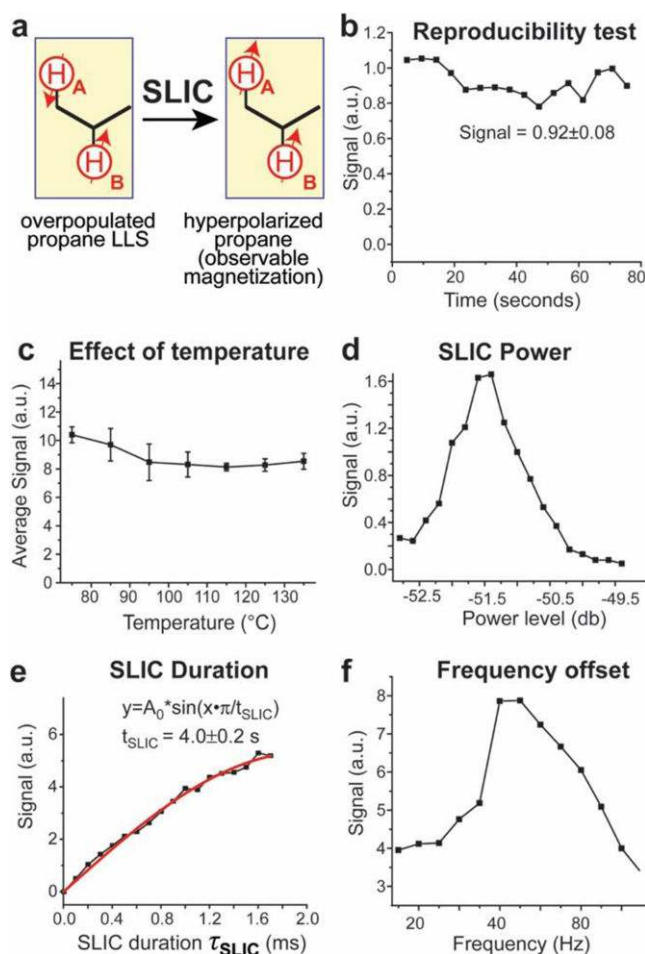 a
H
A
H
B
SLIC
H
A
H
B
overpopulated
propane LLS
hyperpolarized
propane
(observable
magnetization)
b Reproducibility test
Signal (a.u.)
1.2
1.0
0.8
0.6
0.4
0.2
0.0
Signal = 0.92±0.08
0 20 40 60 80
Time (seconds)
c Effect of temperature
Average Signal (a.u.)
14
12
10
8
6
4
2
0
80 90 100 110 120 130
Temperature (°C)
d SLIC Power
Signal (a.u.)
1.6
1.2
0.8
0.4
0.0
-52.5 -51.5 -50.5 -49.5
Power level (db)
e SLIC Duration
Signal (a.u.)
6
4
2
0
y=A0*sin(x•π/tSLIC)
tSLIC = 4.0±0.2 s
0.0 0.4 0.8 1.2 1.6 2.0
SLIC duration τSLIC (ms)
f Frequency offset
Signal (a.u.)
8
7
6
5
4
3
20 40 80
Frequency (Hz)